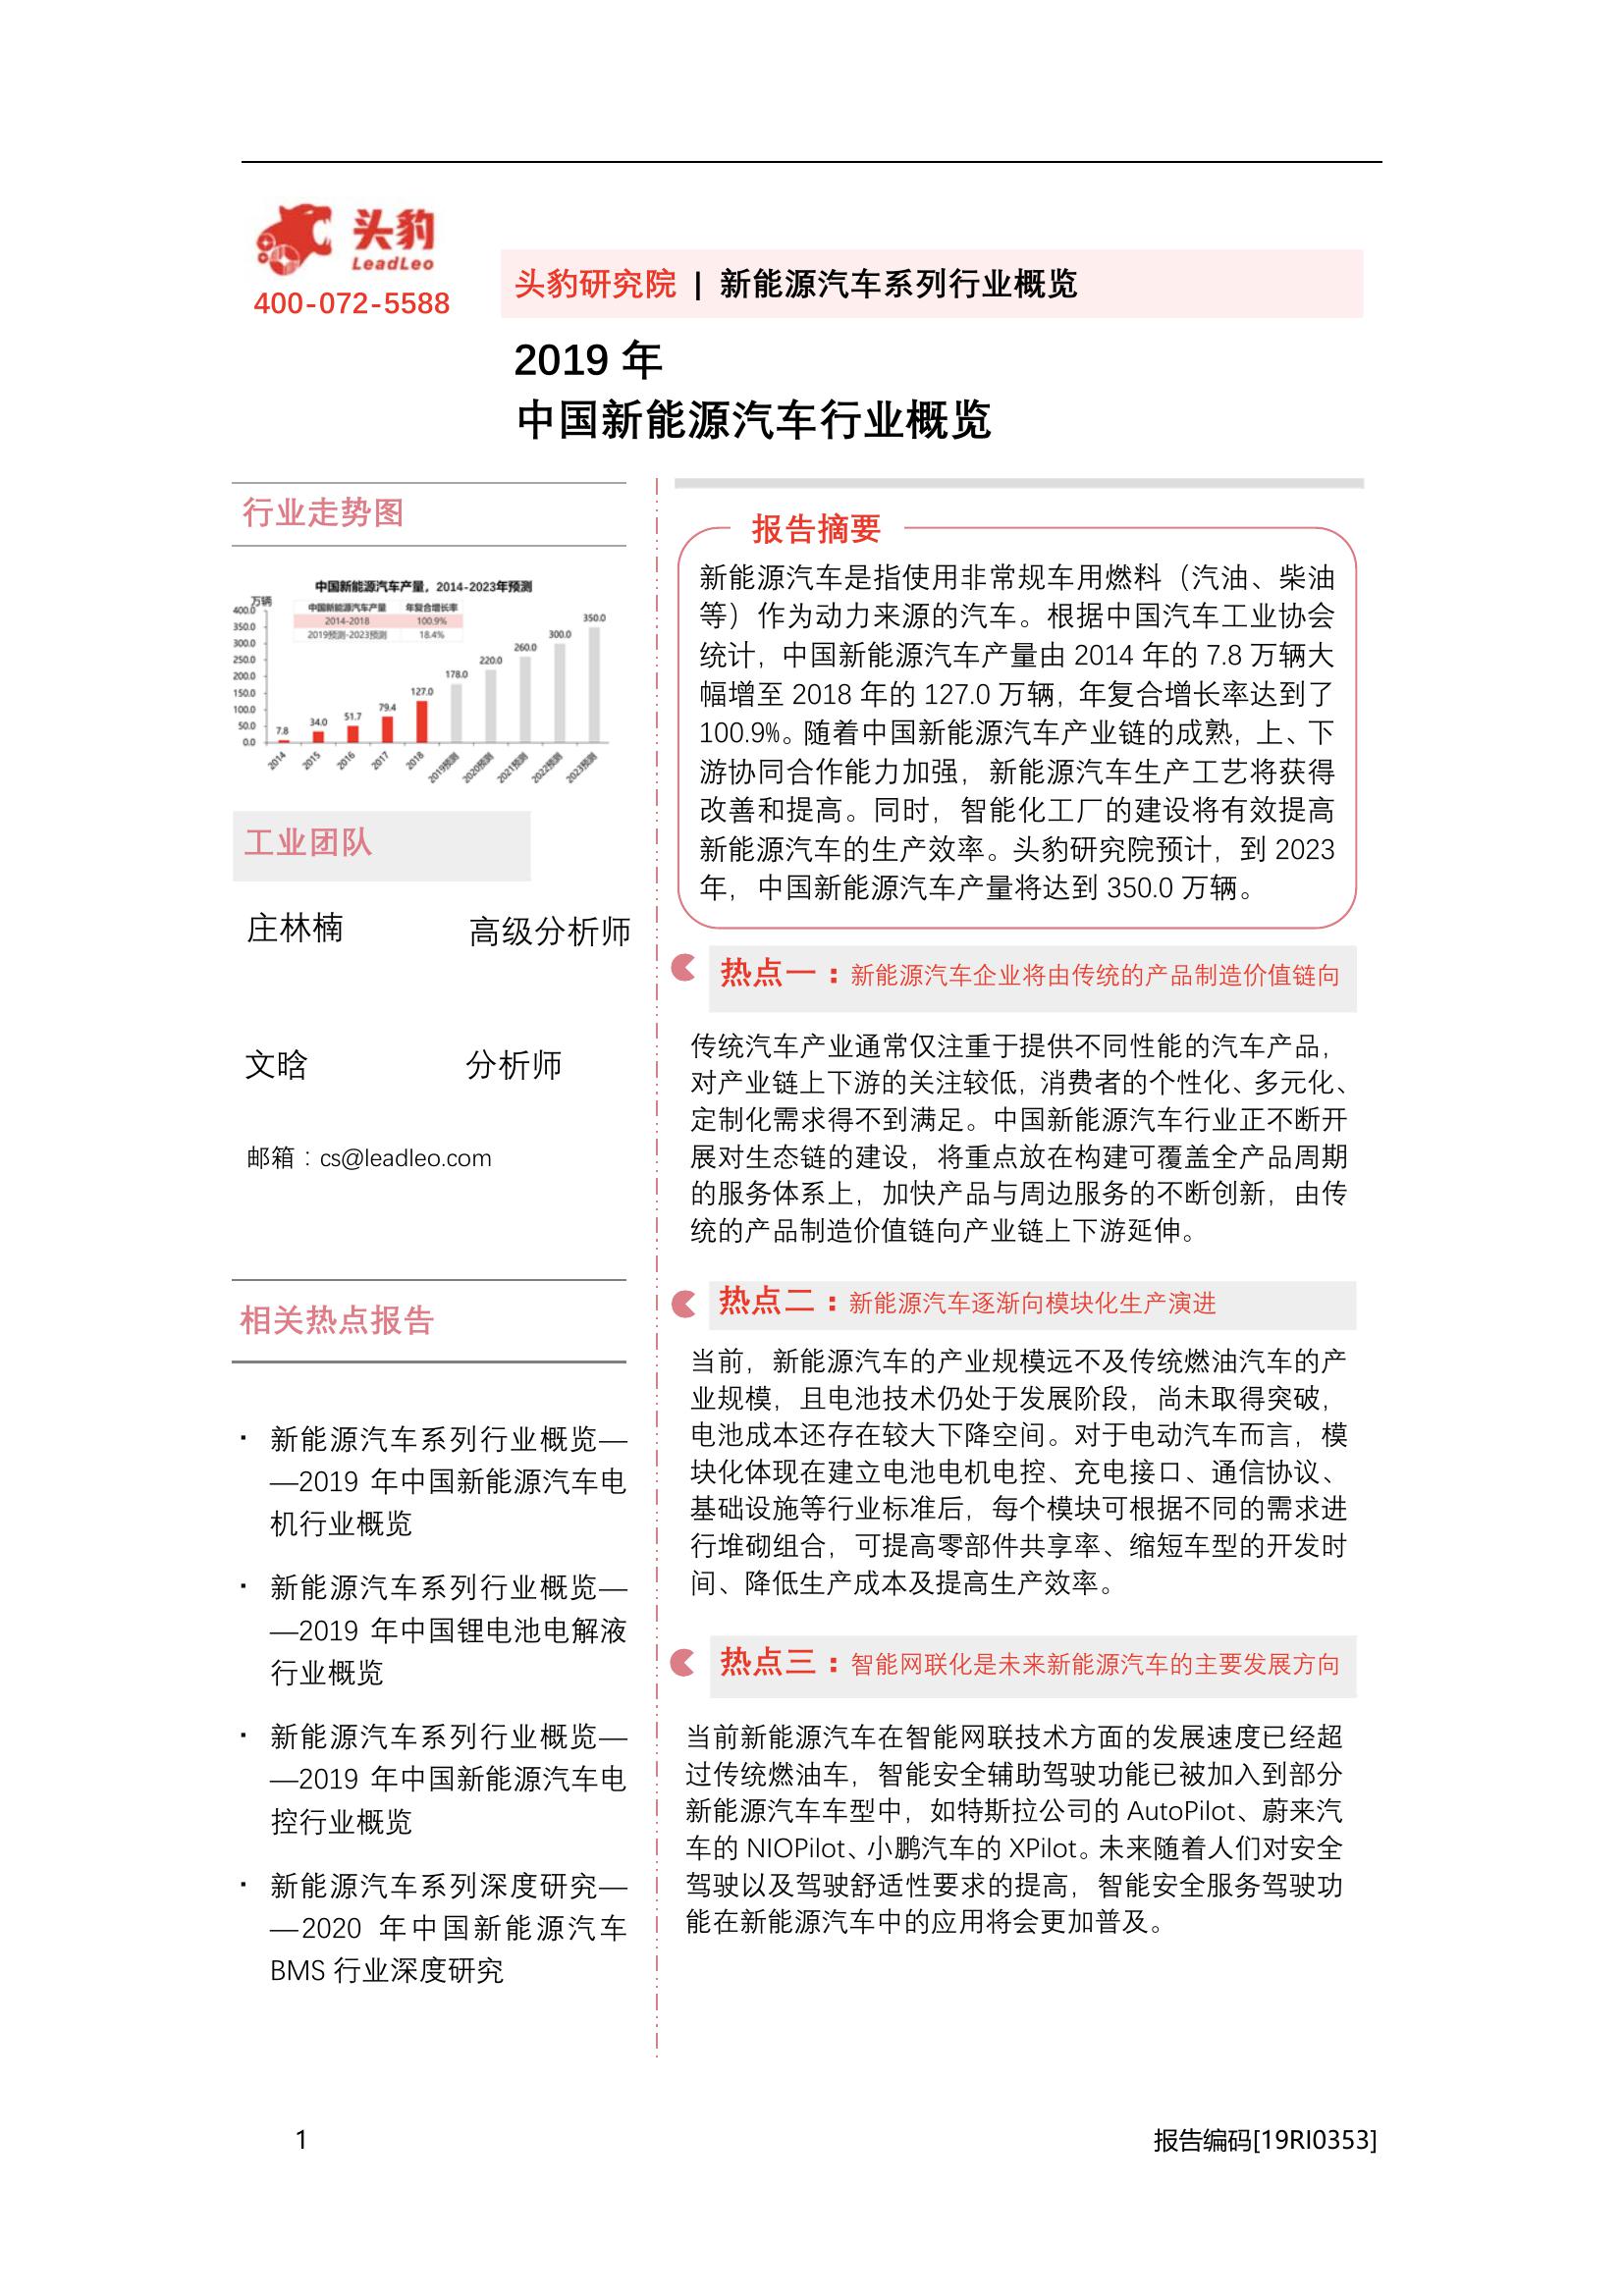 头豹
LeadLeo
400-072-5588
头豹研究院 | 新能源汽车系列行业概览
2019 年
中国新能源汽车行业概览
行业走势图
中国新能源汽车产量，2014-2023年预测
万辆
中国新能源汽车产量 年复合增长率
2014-2018 100.9%
2019预测-2023预测 18.4%
400.0
350.0
300.0
250.0
200.0
150.0
100.0
50.0
0.0
7.8
34.0
51.7
79.4
127.0
178.0
220.0
260.0
300.0
350.0
2014
2015
2016
2017
2018
2019预测
2020预测
2021预测
2022预测
2023预测
工业团队
庄林楠 高级分析师
文晗 分析师
邮箱：cs@leadleo.com
相关热点报告
· 新能源汽车系列行业概览—
—2019 年中国新能源汽车电
机行业概览
· 新能源汽车系列行业概览—
—2019 年中国锂电池电解液
行业概览
· 新能源汽车系列行业概览—
—2019 年中国新能源汽车电
控行业概览
· 新能源汽车系列深度研究—
—2020 年中国新能源汽车
BMS 行业深度研究
报告摘要
新能源汽车是指使用非常规车用燃料（汽油、柴油
等）作为动力来源的汽车。根据中国汽车工业协会
统计，中国新能源汽车产量由 2014 年的 7.8 万辆大
幅增至 2018 年的 127.0 万辆，年复合增长率达到了
100.9%。随着中国新能源汽车产业链的成熟，上、下
游协同合作能力加强，新能源汽车生产工艺将获得
改善和提高。同时，智能化工厂的建设将有效提高
新能源汽车的生产效率。头豹研究院预计，到 2023
年，中国新能源汽车产量将达到 350.0 万辆。
热点一：新能源汽车企业将由传统的产品制造价值链向
传统汽车产业通常仅注重于提供不同性能的汽车产品，
对产业链上下游的关注较低，消费者的个性化、多元化、
定制化需求得不到满足。中国新能源汽车行业正不断开
展对生态链的建设，将重点放在构建可覆盖全产品周期
的服务体系上，加快产品与周边服务的不断创新，由传
统的产品制造价值链向产业链上下游延伸。
热点二：新能源汽车逐渐向模块化生产演进
当前，新能源汽车的产业规模远不及传统燃油汽车的产
业规模，且电池技术仍处于发展阶段，尚未取得突破，
电池成本还存在较大下降空间。对于电动汽车而言，模
块化体现在建立电池电机电控、充电接口、通信协议、
基础设施等行业标准后，每个模块可根据不同的需求进
行堆砌组合，可提高零部件共享率、缩短车型的开发时
间、降低生产成本及提高生产效率。
热点三：智能网联化是未来新能源汽车的主要发展方向
当前新能源汽车在智能网联技术方面的发展速度已经超
过传统燃油车，智能安全辅助驾驶功能已被加入到部分
新能源汽车车型中，如特斯拉公司的 AutoPilot、蔚来汽
车的 NIOPilot、小鹏汽车的 XPilot。未来随着人们对安全
驾驶以及驾驶舒适性要求的提高，智能安全服务驾驶功
能在新能源汽车中的应用将会更加普及。
1 报告编码[19RI0353]